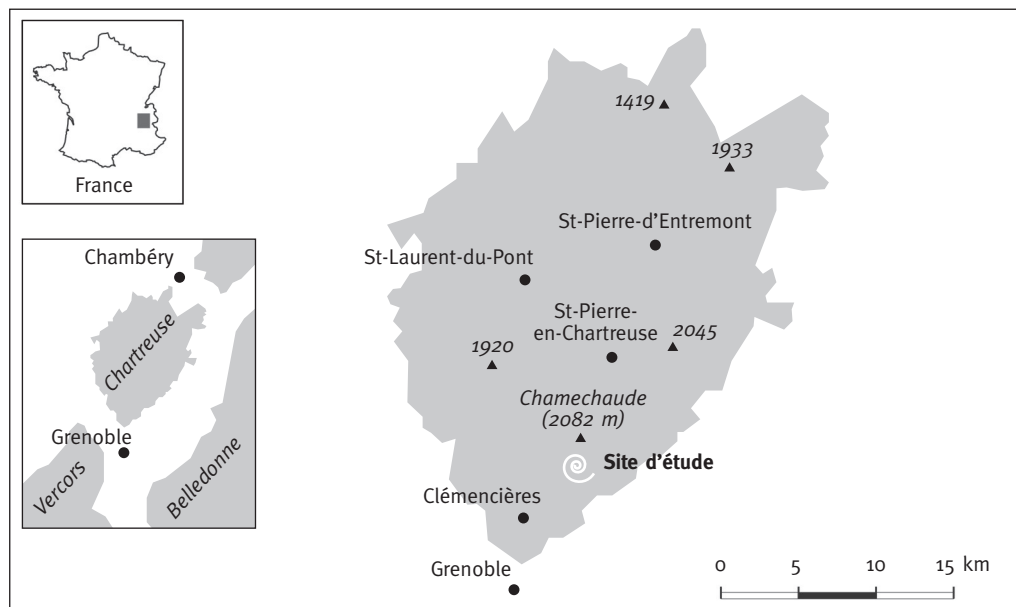 France
Chambéry
Chartreuse
Grenoble
Vercors
Belledonne
1419
1933
St-Pierre-d'Entremont
St-Laurent-du-Pont
St-Pierre-
en-Chartreuse
2045
1920
Chamechaude
(2082 m)
Site d'étude
Clémencières
Grenoble
0 5 10 15 km